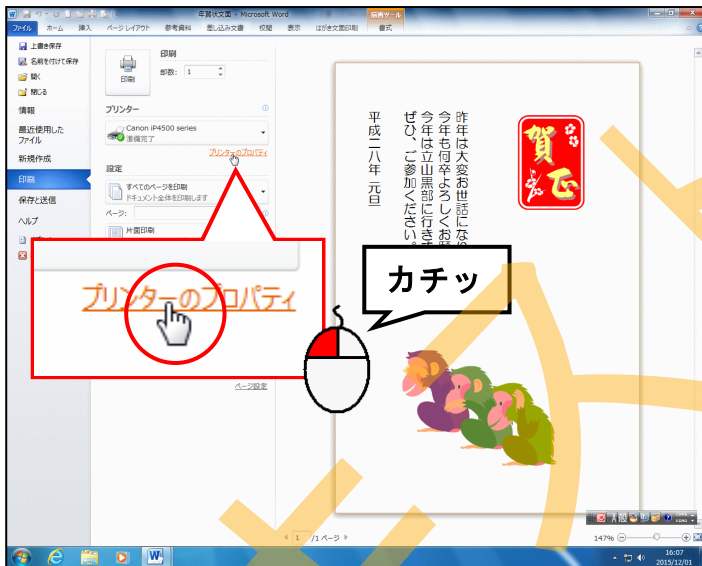 年賀状文面 - Microsoft Word
描画ツール
ファイル ホーム 挿入 ページ レイアウト 参考資料 差し込み文書 校閲 表示 はがき文面印刷 書式
上書き保存
名前を付けて保存
開く
閉じる
情報
最近使用した
ファイル
新規作成
印刷
保存と送信
ヘルプ
印刷
印刷
部数: 1
プリンター
Canon iP4500 series
準備完了
プリンターのプロパティ
設定
すべてのページを印刷
ドキュメント全体を印刷します
ページ:
片面印刷
プリンターのプロパティ
カチッ
ページ設定
賀正
昨年は大変お世話にな
今年も何卒よろしくお
今年は立山黒部に行き
ぜひ、ご参加ください。
平成二八年 元旦
1 /1 ページ
147%
A 般
16:07
2015/12/01